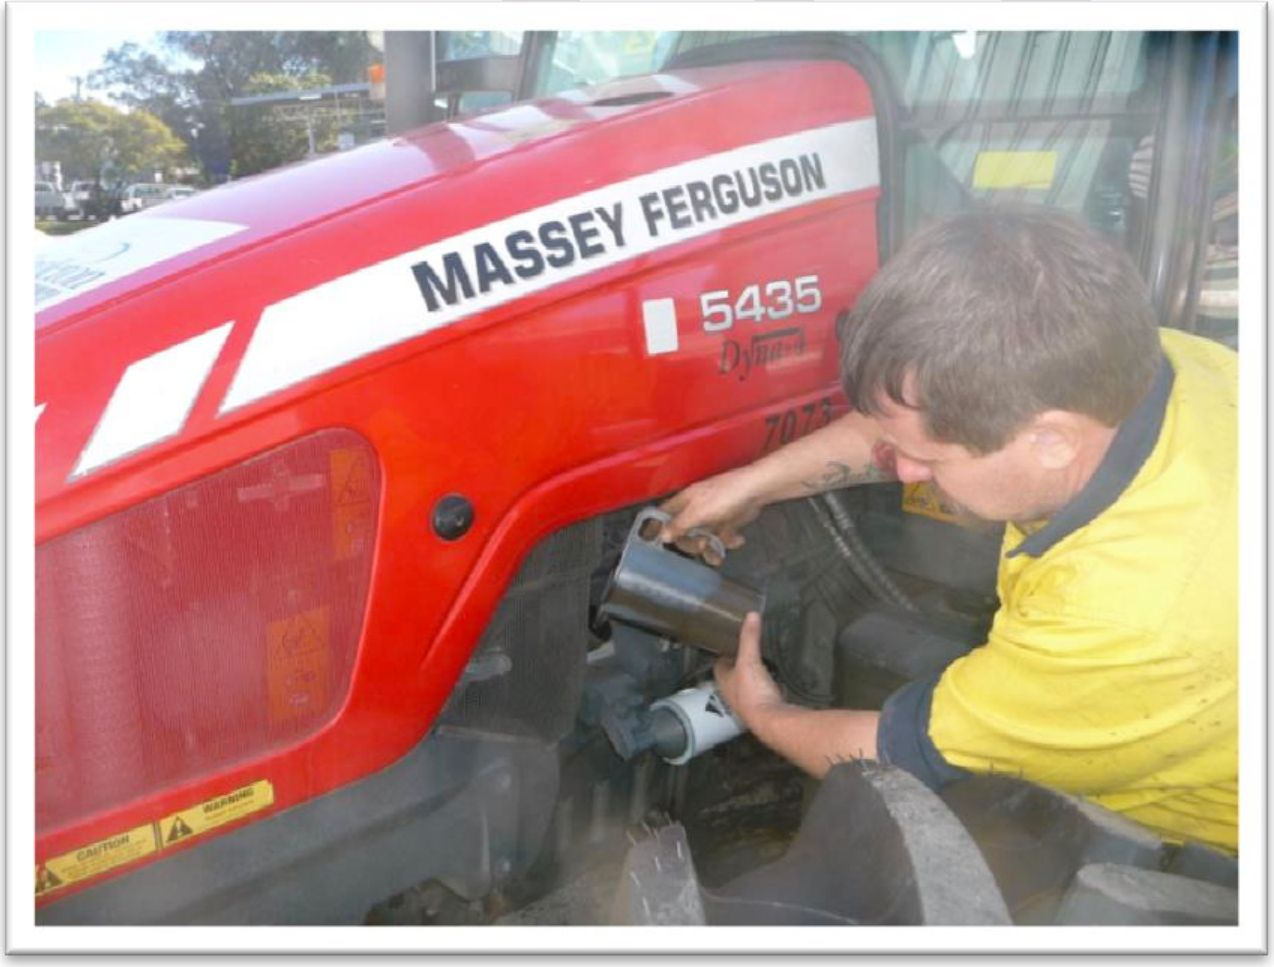 MASSEY FERGUSON
5435
Dyna-4
7073
CAUTION
WARNING